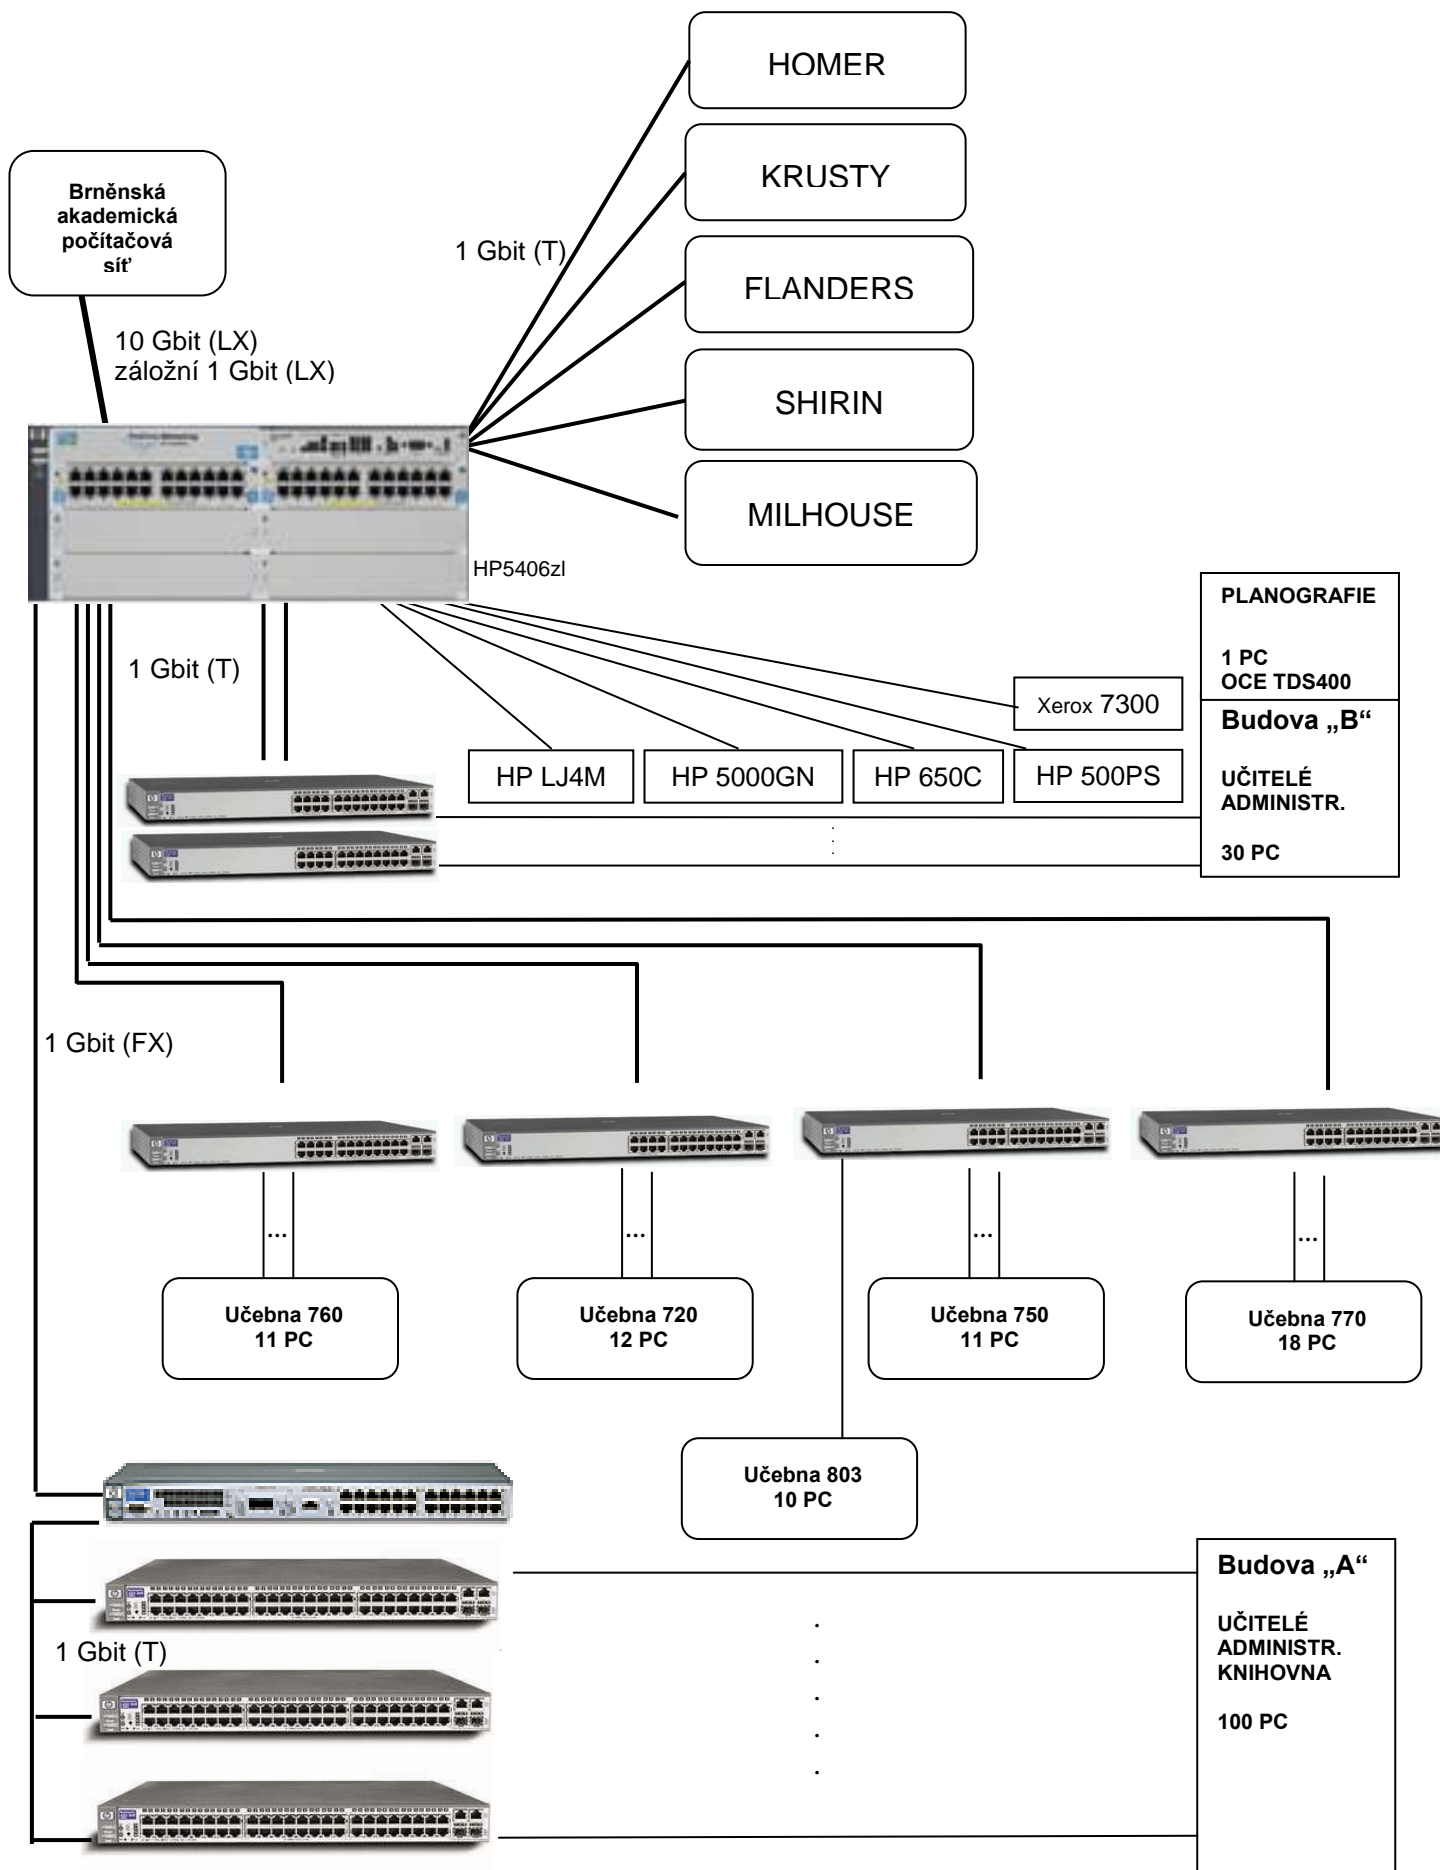 HOMER
KRUSTY
Brněnská
akademická
počítačová
síť
1 Gbit (T)
FLANDERS
10 Gbit (LX)
záložní 1 Gbit (LX)
SHIRIN
MILHOUSE
HP5406zl
PLANOGRAFIE
1 PC
OCE TDS400
1 Gbit (T)
Xerox 7300
Budova „B“
HP LJ4M
HP 5000GN
HP 650C
HP 500PS
UČITELÉ
ADMINISTR.
30 PC
1 Gbit (FX)
...
...
...
...
Učebna 760
11 PC
Učebna 720
12 PC
Učebna 750
11 PC
Učebna 770
18 PC
Učebna 803
10 PC
Budova „A“
UČITELÉ
ADMINISTR.
KNIHOVNA
1 Gbit (T)
100 PC